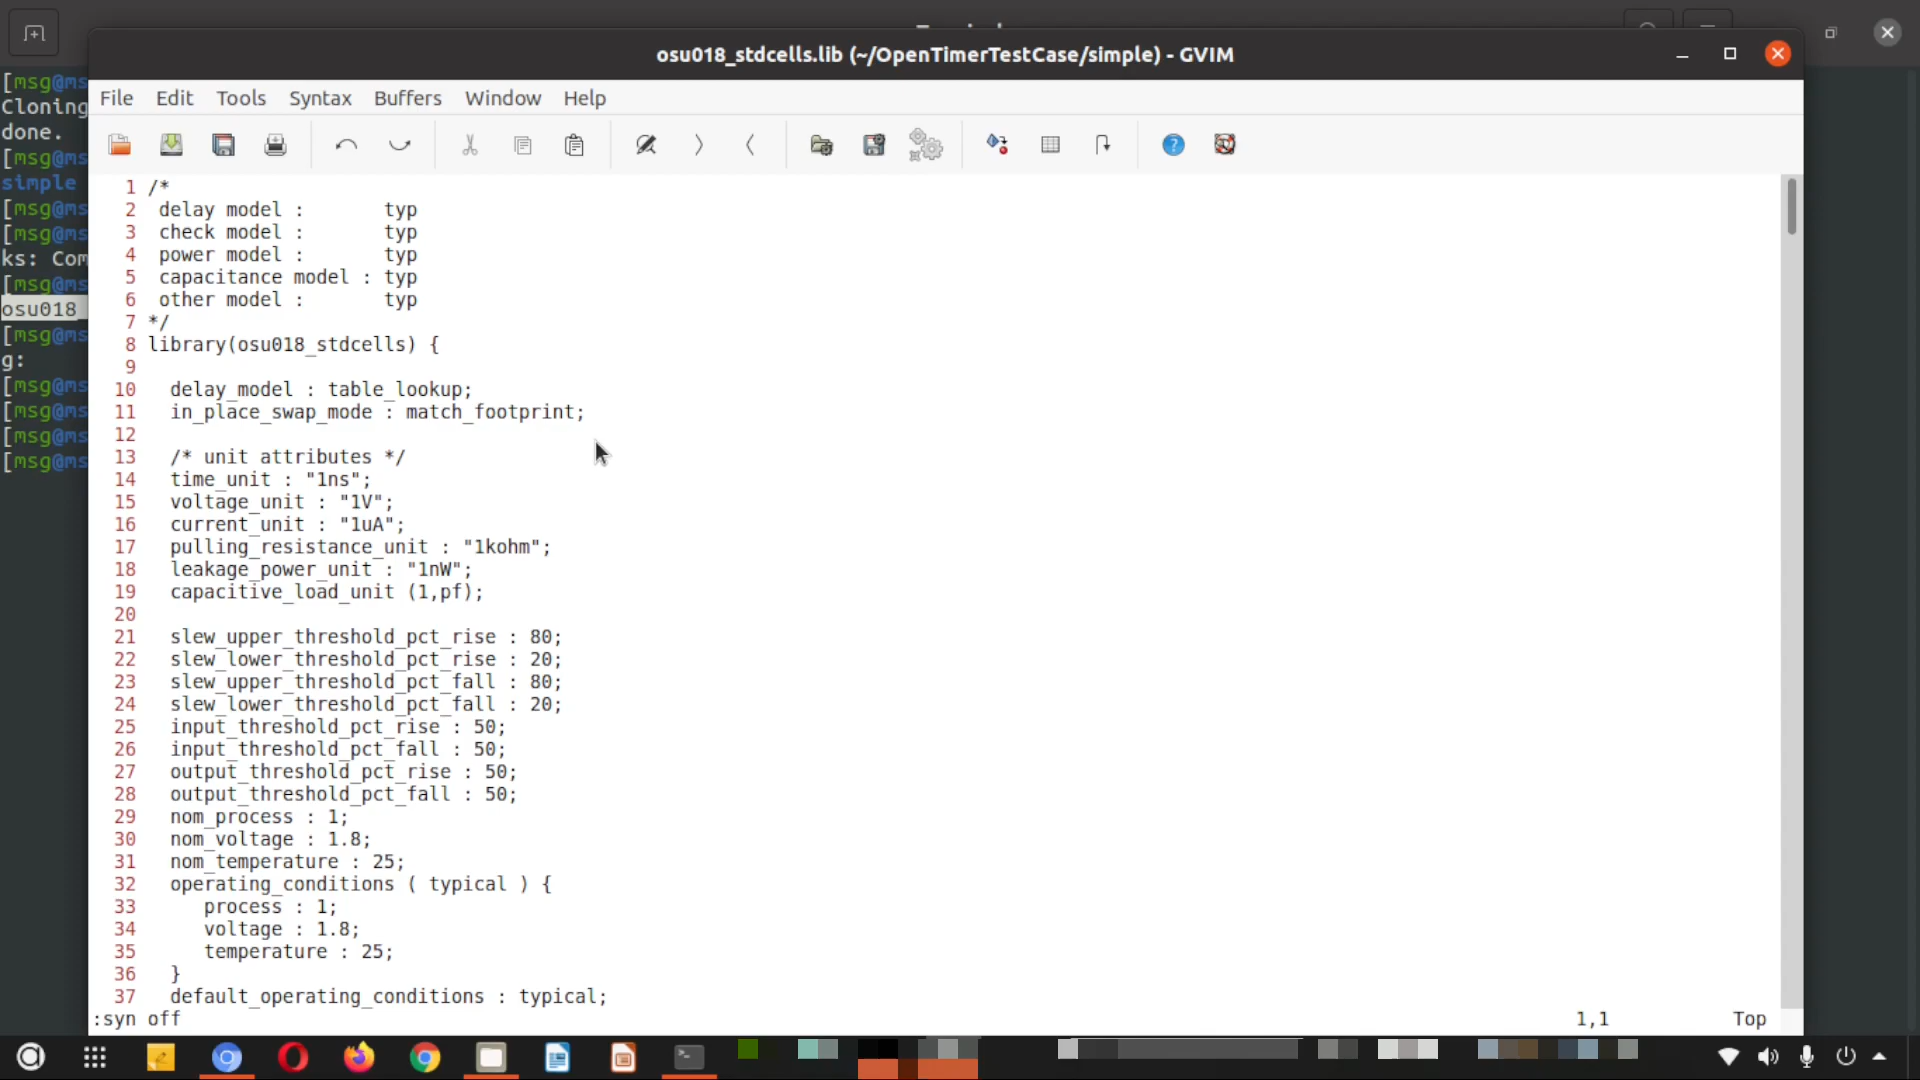 osu018_stdcells.lib (~/OpenTimerTestCase/simple) - GVIM
File Edit Tools Syntax Buffers Window Help
[msg@ms
Cloning
done.
[msg@ms
simple
[msg@ms
[msg@ms
ks: Com
[msg@ms
osu018_
[msg@ms
g:
[msg@ms
[msg@ms
[msg@ms
[msg@ms
1 /*
2  delay model :       typ
3  check model :       typ
4  power model :       typ
5  capacitance model : typ
6  other model :       typ
7 */
8 library(osu018_stdcells) {
9
10   delay_model : table_lookup;
11   in_place_swap_mode : match_footprint;
12
13   /* unit attributes */
14   time_unit : "1ns";
15   voltage_unit : "1V";
16   current_unit : "1uA";
17   pulling_resistance_unit : "1kohm";
18   leakage_power_unit : "1nW";
19   capacitive_load_unit (1,pf);
20
21   slew_upper_threshold_pct_rise : 80;
22   slew_lower_threshold_pct_rise : 20;
23   slew_upper_threshold_pct_fall : 80;
24   slew_lower_threshold_pct_fall : 20;
25   input_threshold_pct_rise : 50;
26   input_threshold_pct_fall : 50;
27   output_threshold_pct_rise : 50;
28   output_threshold_pct_fall : 50;
29   nom_process : 1;
30   nom_voltage : 1.8;
31   nom_temperature : 25;
32   operating_conditions ( typical ) {
33      process : 1;
34      voltage : 1.8;
35      temperature : 25;
36   }
37   default_operating_conditions : typical;
:syn off 1,1 Top